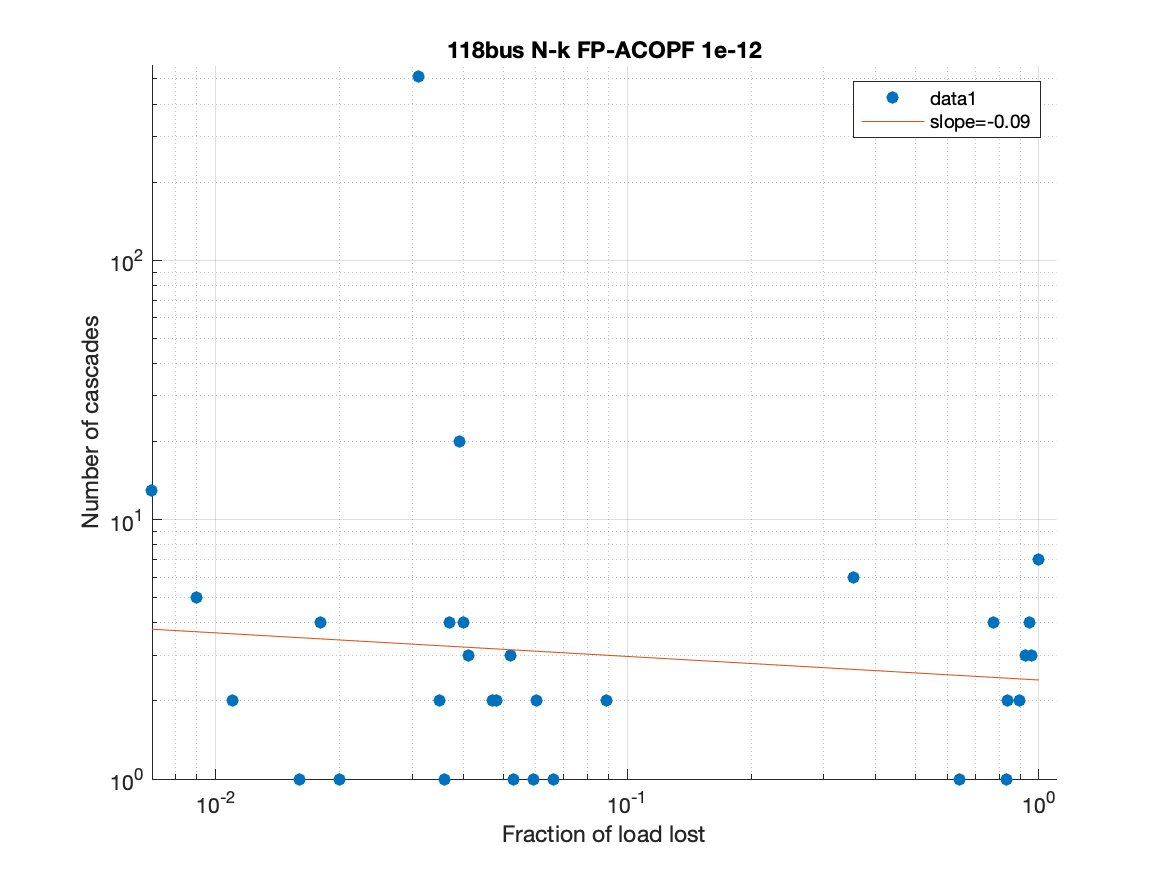 118bus N-k FP-ACOPF 1e-12
data1
slope=-0.09
Number of cascades
10^2
10^1
10^0
10^-2
10^-1
10^0
Fraction of load lost